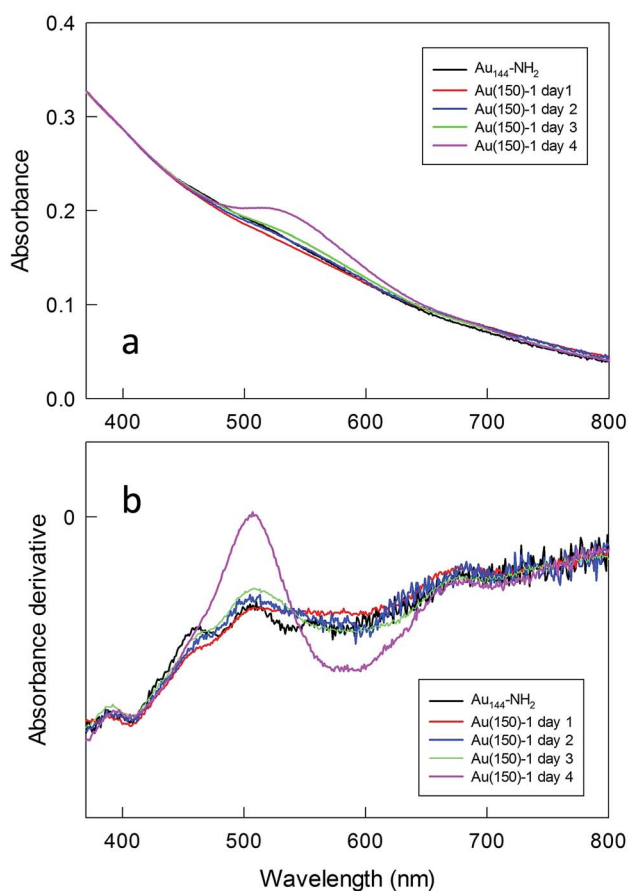 0.4
0.3
0.2
0.1
0.0
Absorbance
Au₁₄₄-NH₂
Au(150)-1 day1
Au(150)-1 day 2
Au(150)-1 day 3
Au(150)-1 day 4
a
400 500 600 700 800
b
0
Absorbance derivative
Au₁₄₄-NH₂
Au(150)-1 day 1
Au(150)-1 day 2
Au(150)-1 day 3
Au(150)-1 day 4
400 500 600 700 800
Wavelength (nm)